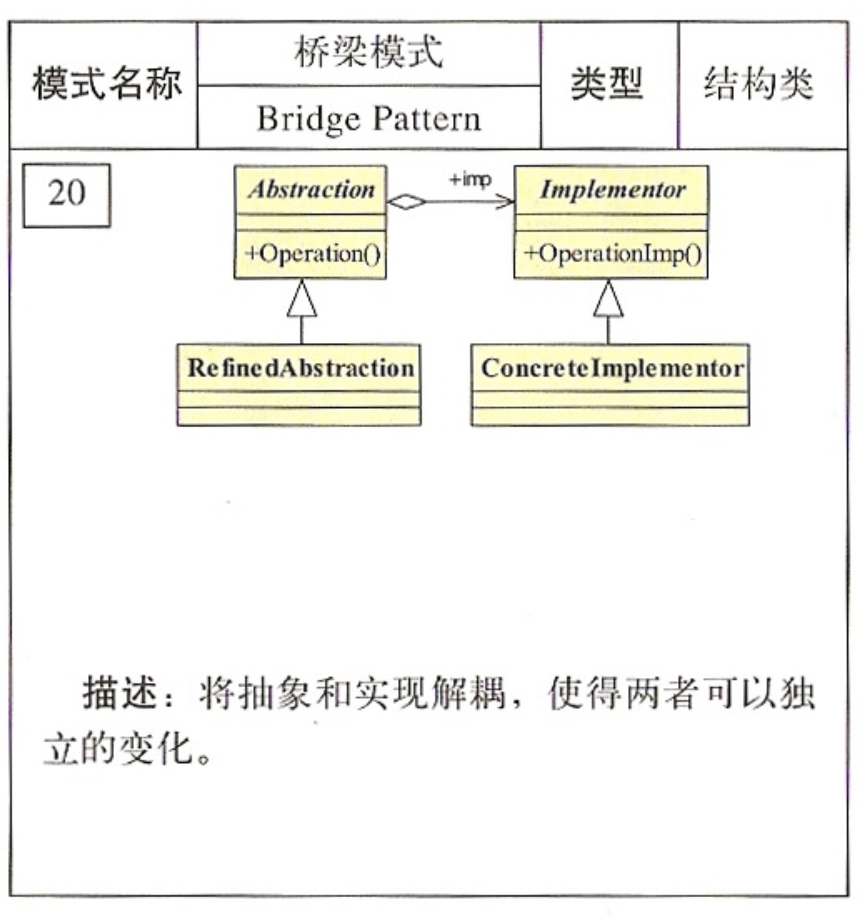 模式名称
桥梁模式
Bridge Pattern
类型
结构类
20
Abstraction
+imp
Implementor
+Operation()
+OperationImp()
RefinedAbstraction
ConcreteImplementor
描述：将抽象和实现解耦，使得两者可以独
立的变化。